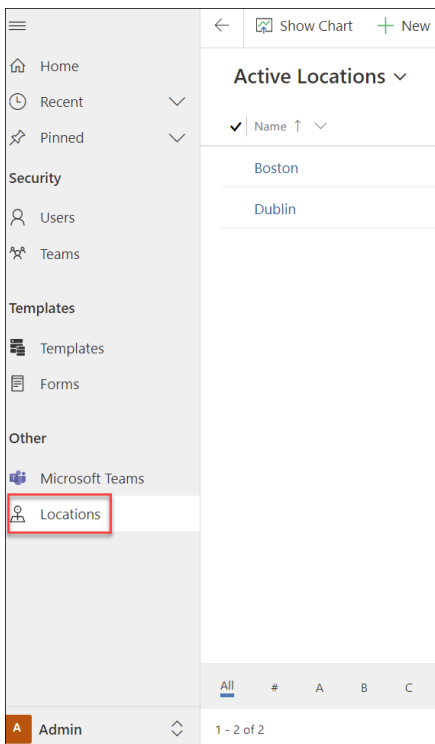 Show Chart
New
Home
Recent
Pinned
Security
Users
Teams
Templates
Templates
Forms
Other
Microsoft Teams
Locations
A Admin
Active Locations
Name ↑
Boston
Dublin
All # A B C
1 - 2 of 2